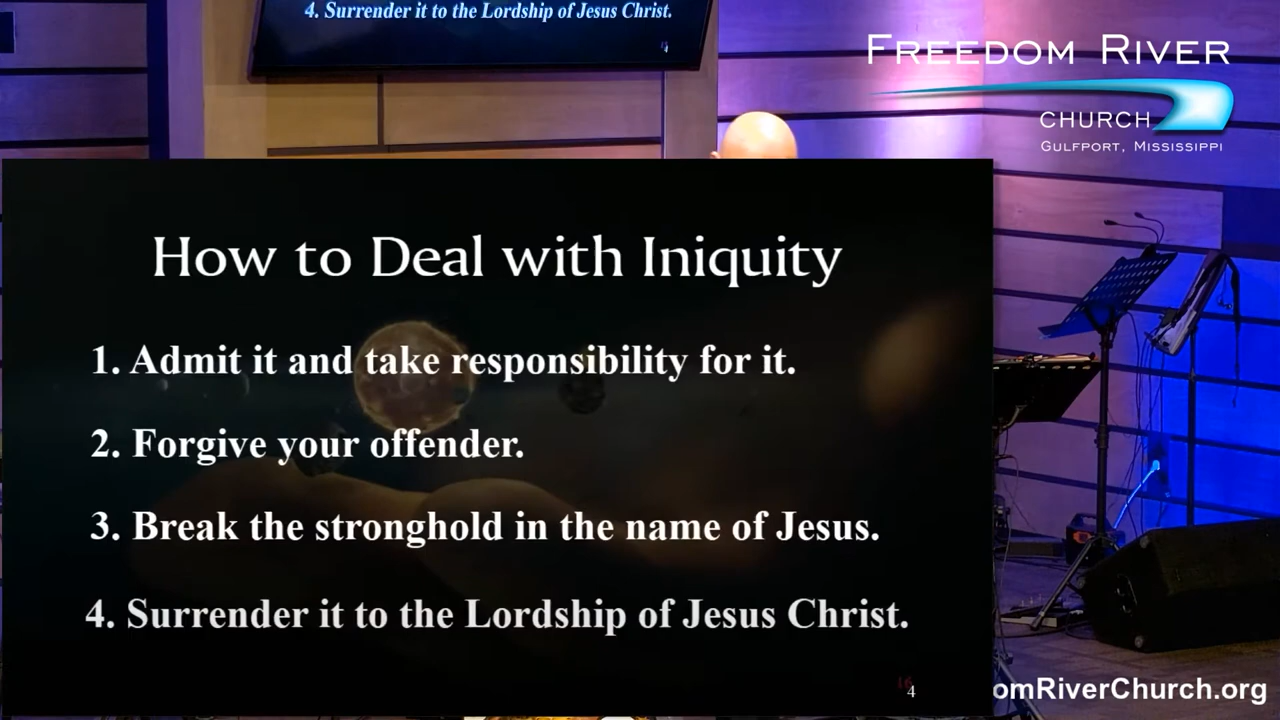 4. Surrender it to the Lordship of Jesus Christ.
FREEDOM RIVER
CHURCH
GULFPORT, MISSISSIPPI
How to Deal with Iniquity
1. Admit it and take responsibility for it.
2. Forgive your offender.
3. Break the stronghold in the name of Jesus.
4. Surrender it to the Lordship of Jesus Christ.
4
omRiverChurch.org